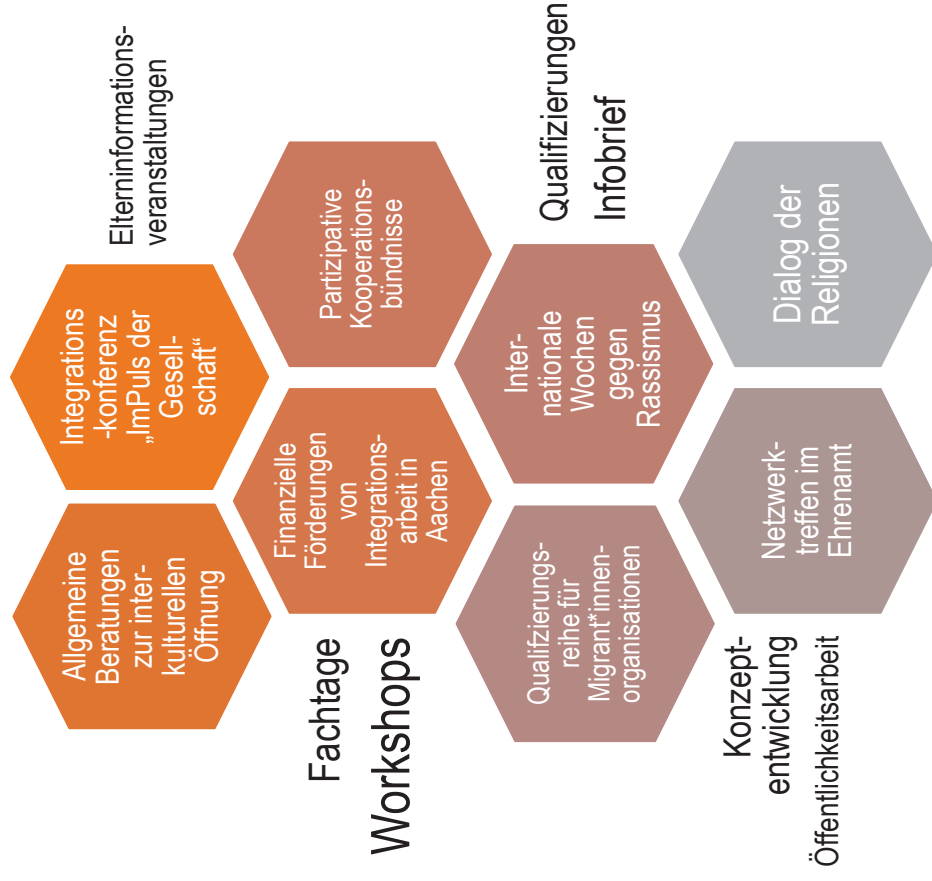 Elterninformations-
veranstaltungen
Allgemeine
Beratungen
zur inter-
kulturellen
Öffnung
Integrations
-konferenz
„ImPuls der
Gesell-
schaft“
Finanzielle
Förderungen
von
Integrations-
arbeit in
Aachen
Partizipative
Kooperations-
bündnisse
Fachtage
Workshops
Qualifizierungen
Infobrief
Qualifzierungs-
reihe für
Migrant*innen-
organisationen
Inter-
nationale
Wochen
gegen
Rassismus
Netzwerk-
treffen im
Ehrenamt
Dialog der
Religionen
Konzept-
entwicklung
Öffentlichkeitsarbeit